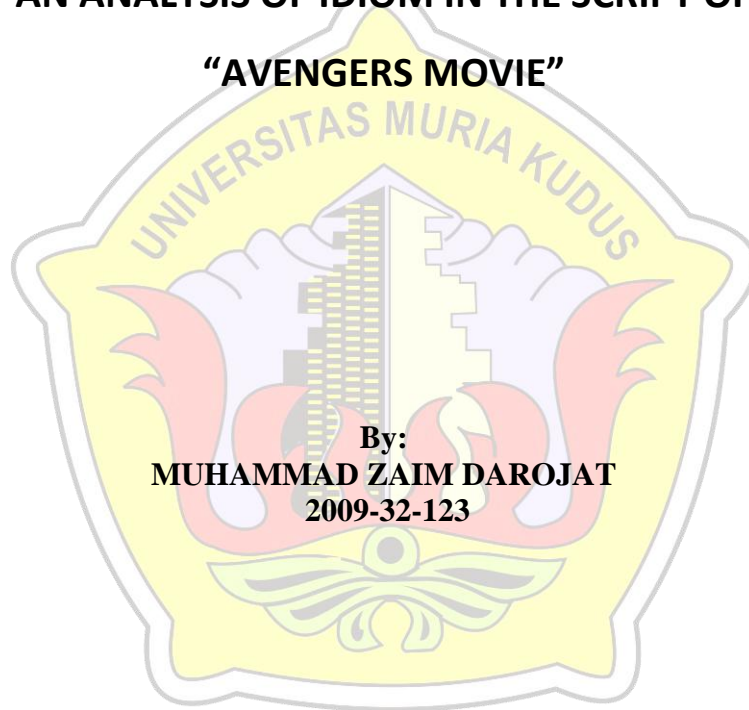 AN ANALYSIS OF IDIOM IN THE SCRIPT OF
“AVENGERS MOVIE”
UNIVERSITAS MURIA KUDUS
By:
MUHAMMAD ZAIM DAROJAT
2009-32-123